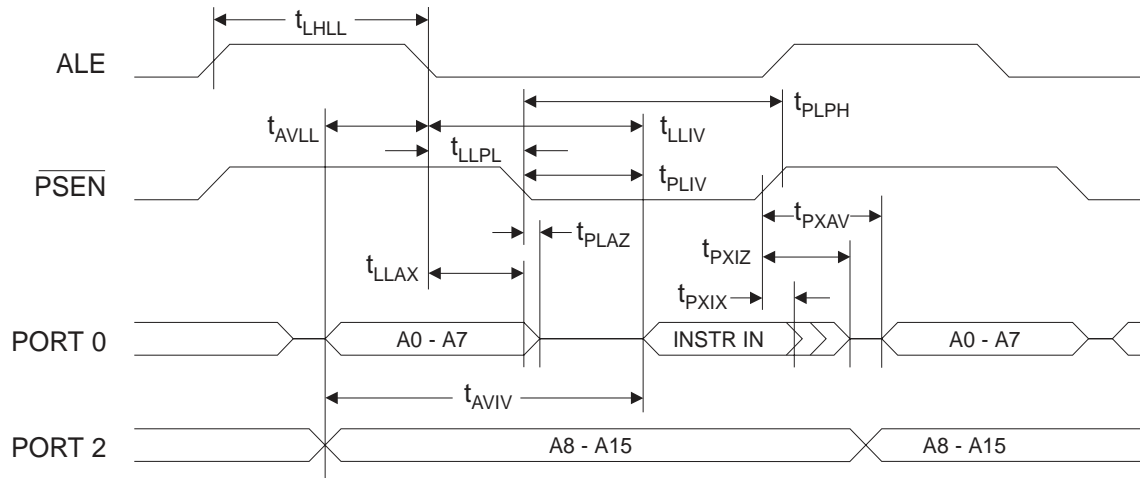 tLHLL
ALE
tPLPH
tAVLL
tLLIV
tLLPL
PSEN
tPLIV
tPXAV
tPLAZ
tPXIZ
tLLAX
tPXIX
PORT 0
A0 - A7
INSTR IN
A0 - A7
tAVIV
PORT 2
A8 - A15
A8 - A15